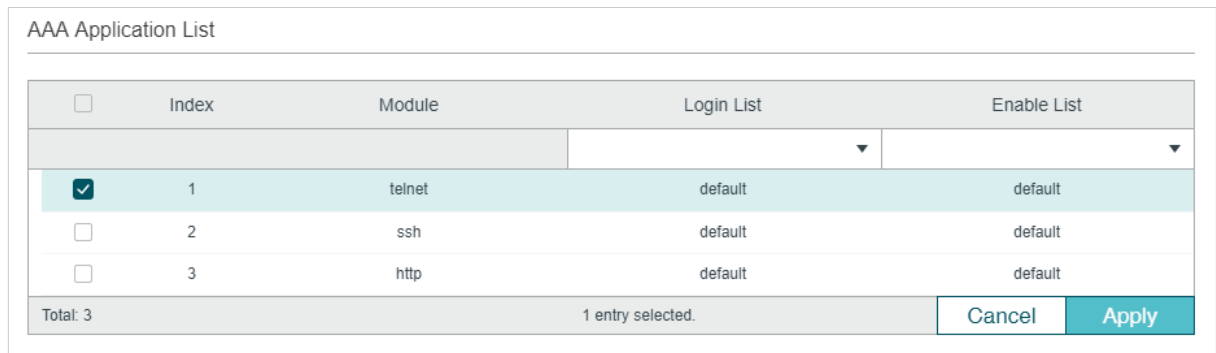 AAA Application List
Index Module Login List Enable List
1 telnet default default
2 ssh default default
3 http default default
Total: 3 1 entry selected. Cancel Apply